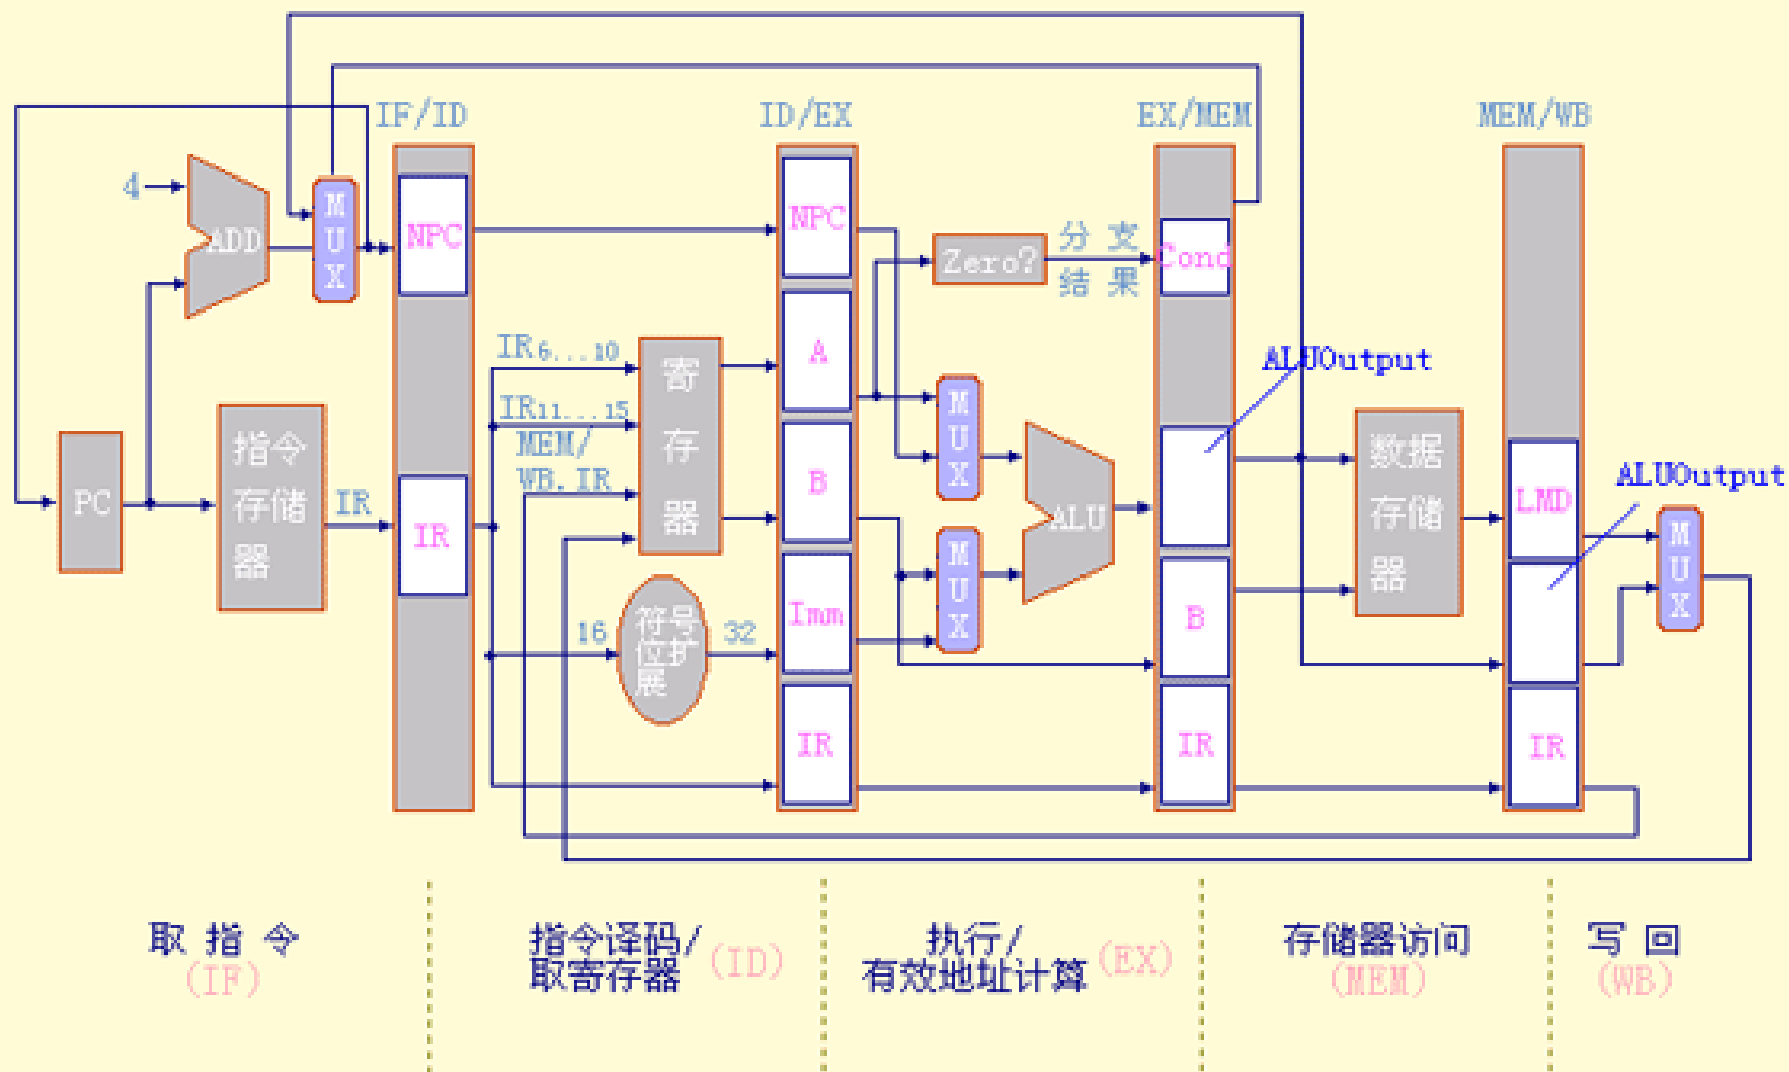 IF/ID
ID/EX
EX/MEM
MEM/WB
4
ADD
MUX
NPC
NPC
Zero?
分支
结果
Cond
IR6...10
IR11...15
MEM/
WB.IR
寄存器
A
B
MUX
MUX
ALU
ALUOutput
ALUOutput
PC
指令
存储
器
IR
IR
16
符号
位扩
展
32
Imm
IR
B
IR
数据
存储
器
LMD
IR
MUX
取指令
(IF)
指令译码/
取寄存器
(ID)
执行/
有效地址计算
(EX)
存储器访问
(MEM)
写回
(WB)